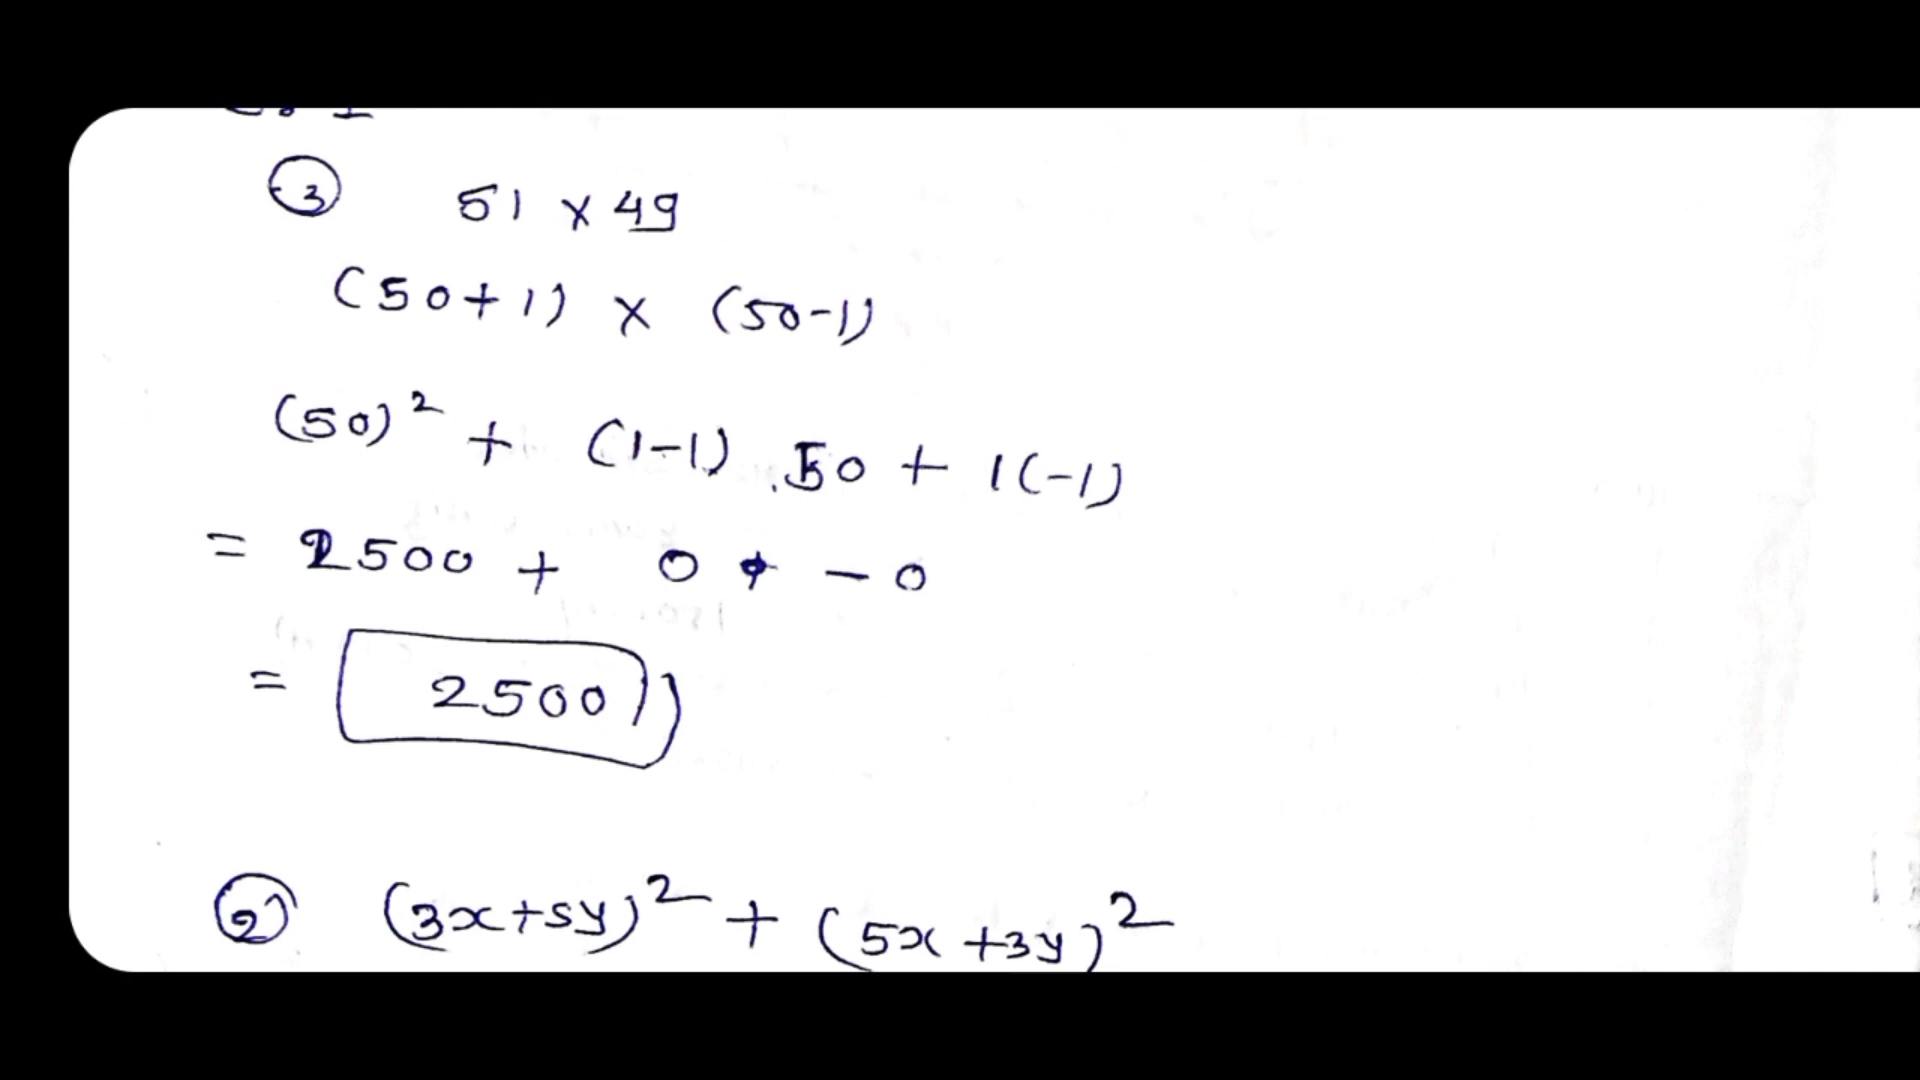 ③ 51 × 49
(50+1) × (50-1)
(50)² + (1-1) .50 + 1(-1)
= 2500 + 0 + - 0
= 2500
② (3x+5y)² + (5x+3y)²